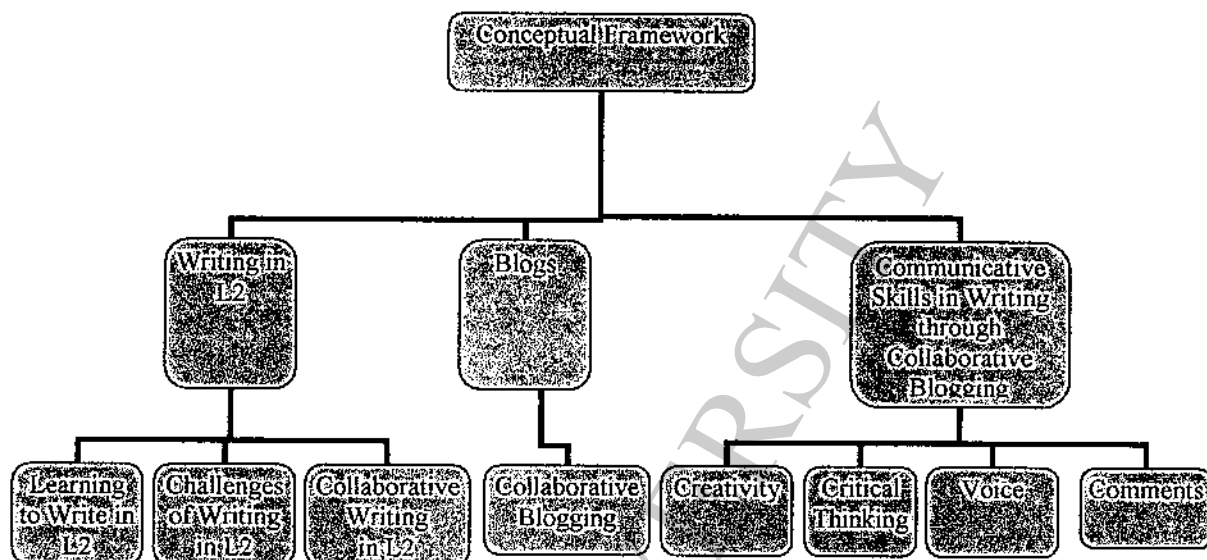 Conceptual Framework
Writing in
L2
Blogs
Communicative
Skills in Writing
through
Collaborative
Blogging
Learning
to Write in
L2
Challenges
of Writing
in L2
Collaborative
Writing
in L2
Collaborative
Blogging
Creativity
Critical
Thinking
Voice
Comments
ERSITY